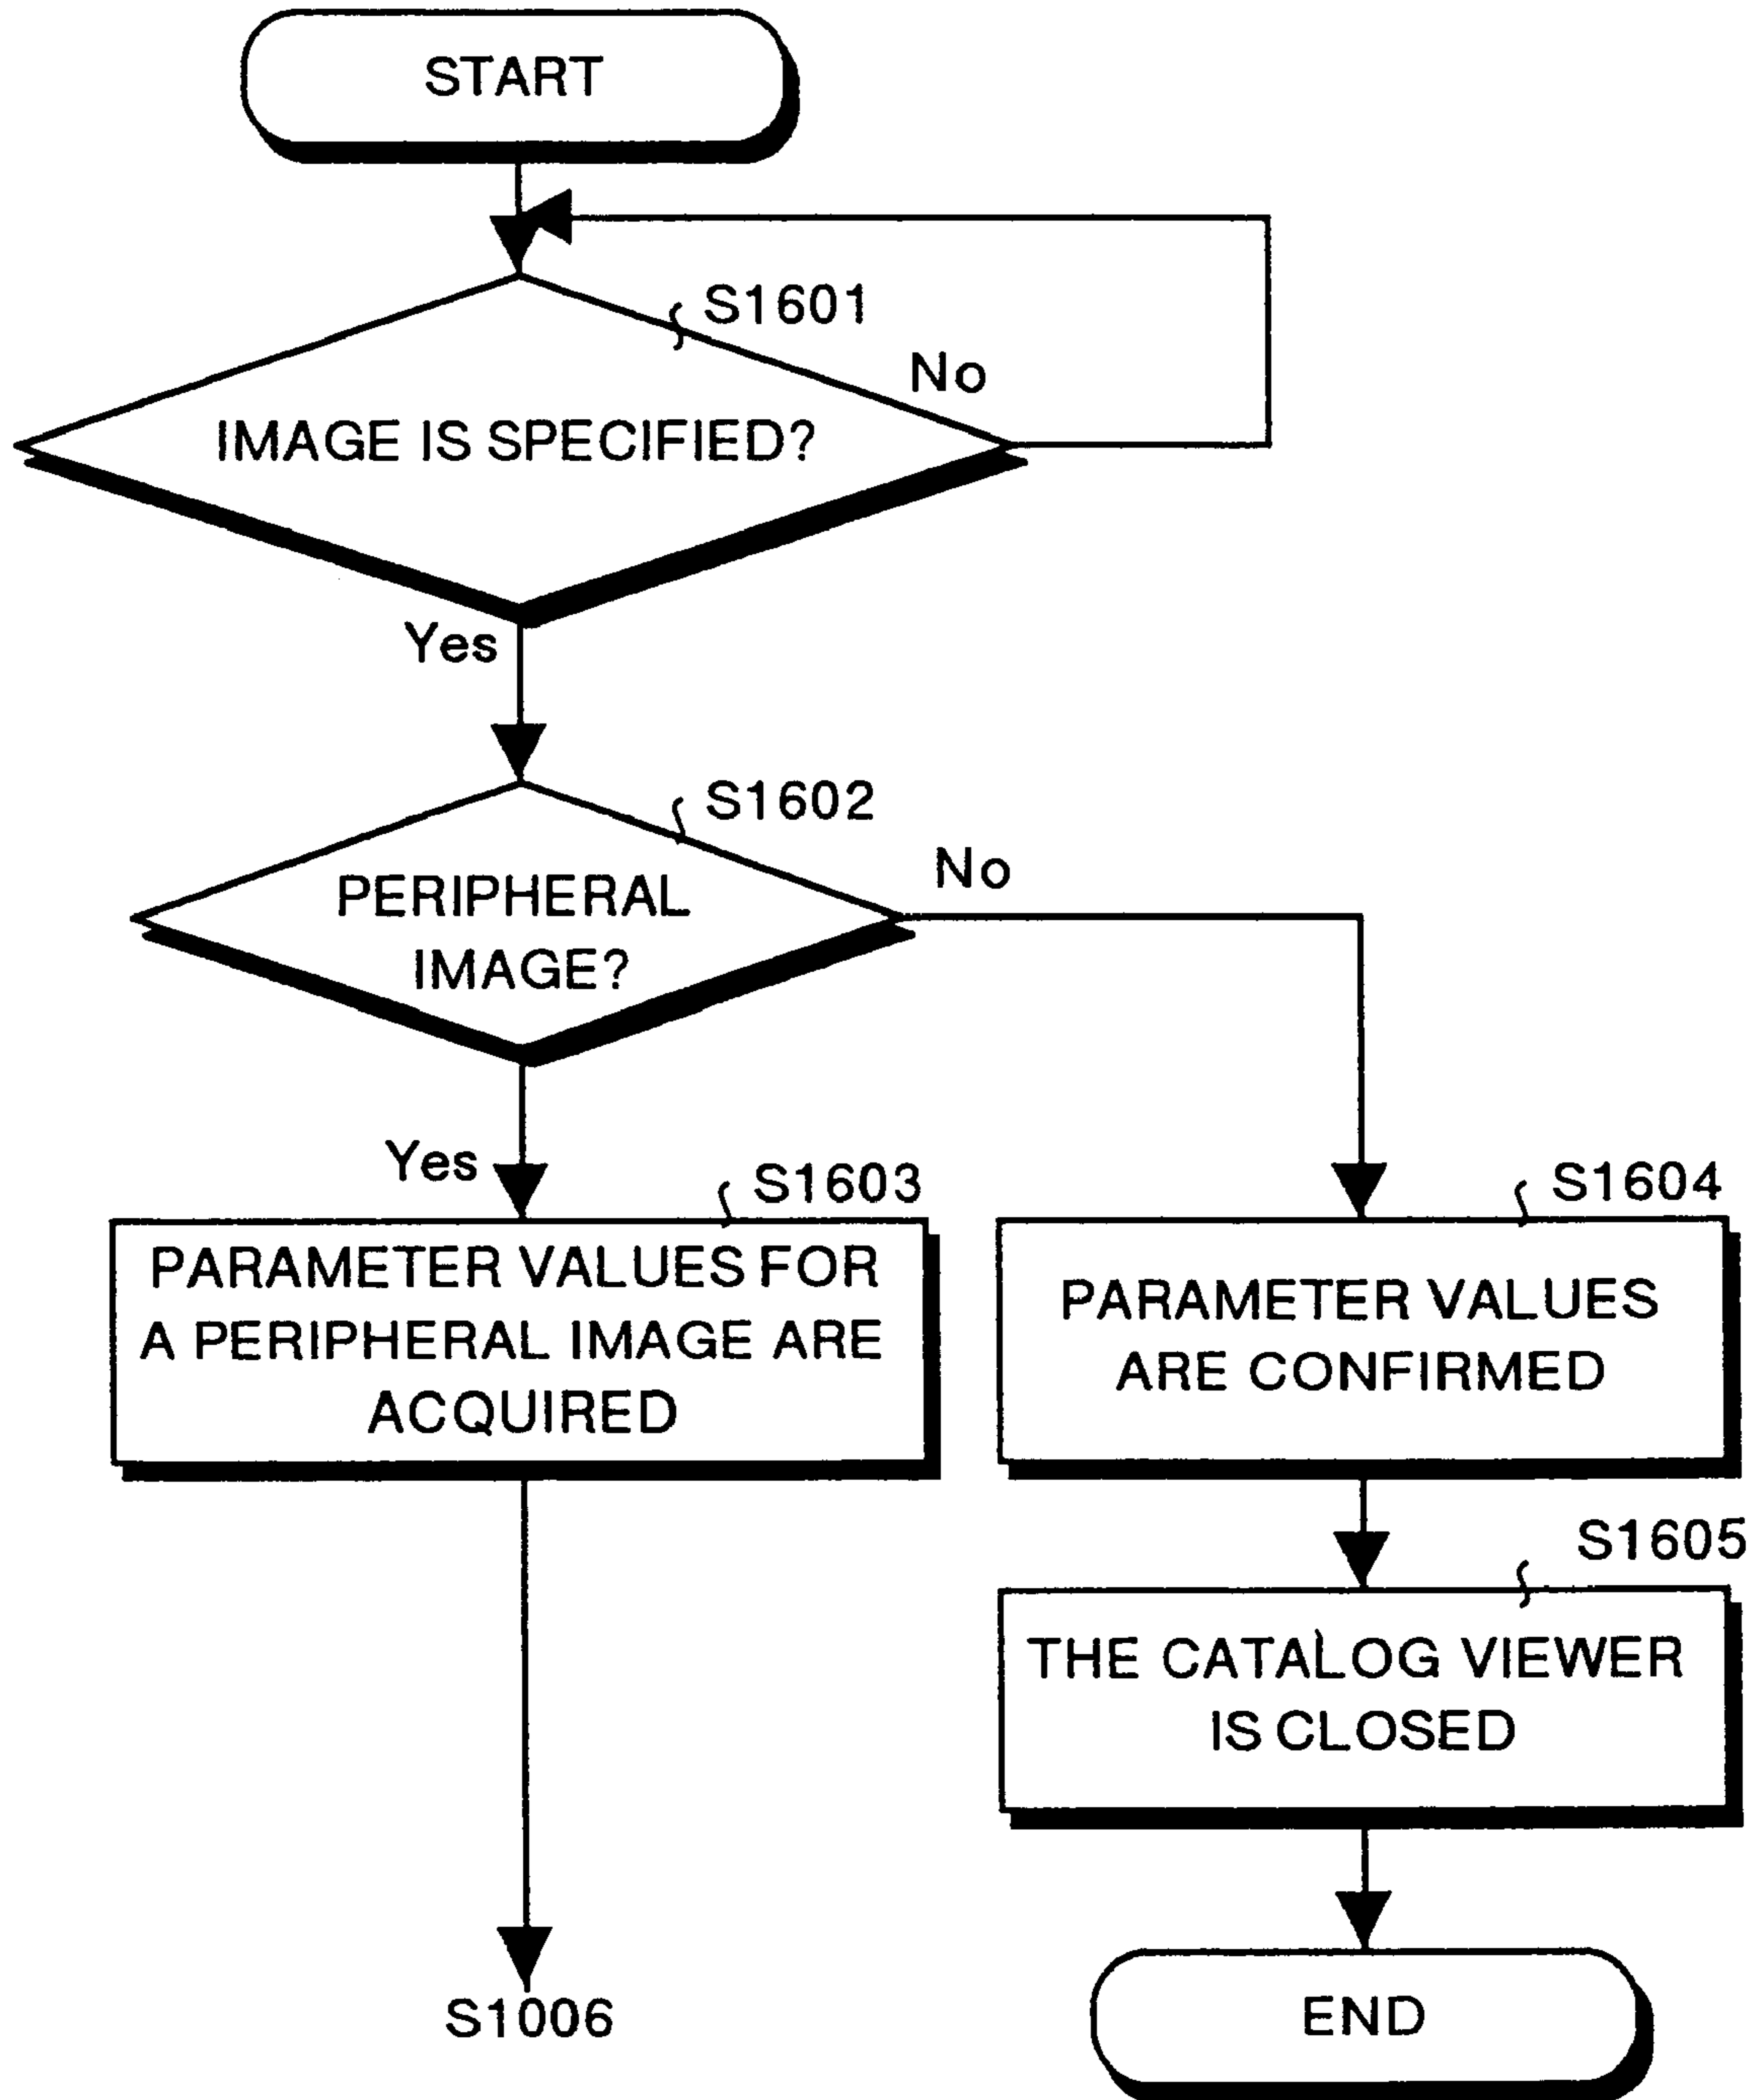 START
S1601
No
IMAGE IS SPECIFIED?
Yes
S1602
No
PERIPHERAL
IMAGE?
Yes
S1603
S1604
PARAMETER VALUES FOR
A PERIPHERAL IMAGE ARE
ACQUIRED
PARAMETER VALUES
ARE CONFIRMED
S1605
THE CATALOG VIEWER
IS CLOSED
S1006
END